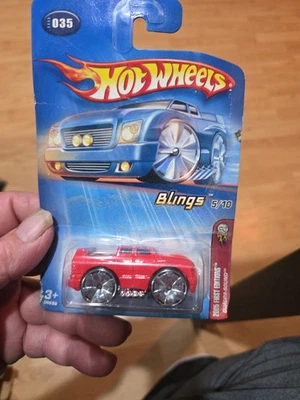 035
HOT WHEELS
Blings 5/10
2005 FIRST EDITIONS
3+